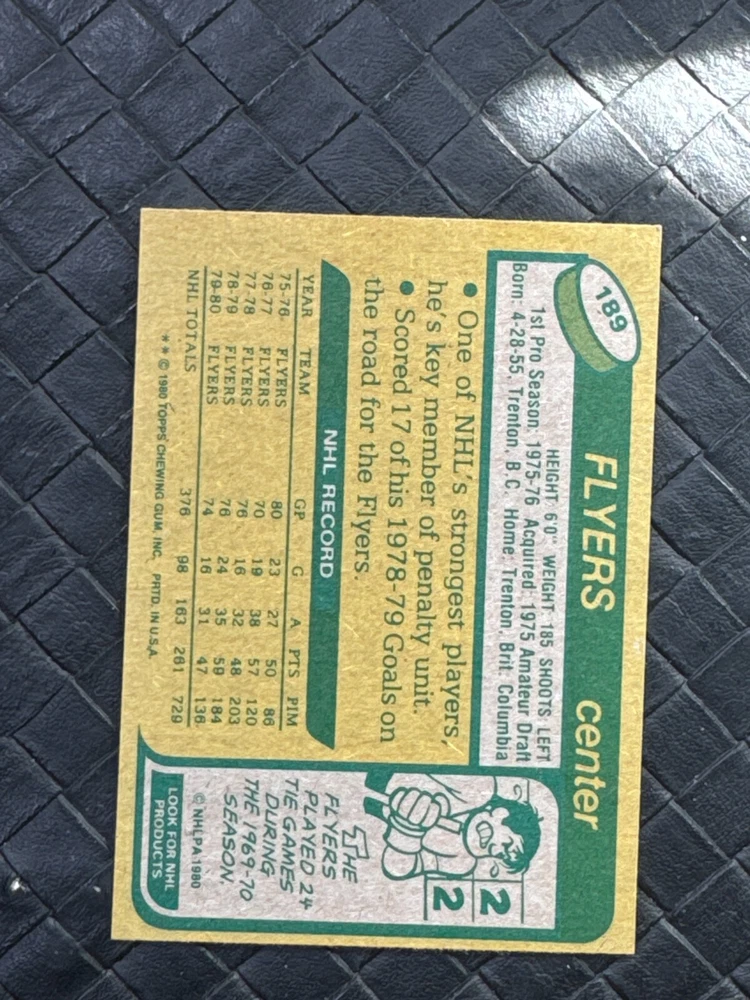 189
FLYERS center
HEIGHT 6'0" WEIGHT 185 SHOOTS LEFT
1st Pro Season: 1975-76 Acquired: 1975 Amateur Draft
Born: 4-28-55, Trenton, B.C. Home: Trenton, Brit. Columbia
• One of NHL's strongest players,
he's key member of penalty unit.
• Scored 17 of his 1978-79 Goals on
the road for the Flyers.
NHL RECORD
YEAR TEAM GP G A PTS PIM
75-76 FLYERS 80 23 27 50 86
76-77 FLYERS 70 19 38 57 120
77-78 FLYERS 76 16 32 48 203
78-79 FLYERS 76 24 35 59 184
79-80 FLYERS 74 16 31 47 136
NHL TOTALS 376 98 163 261 729
** © 1980 TOPPS CHEWING GUM, INC. PRTD. IN U.S.A.
2
2
THE
FLYERS
PLAYED 24
TIE GAMES
DURING
THE 1969-70
SEASON.
© NHLPA 1980
LOOK FOR NHL
PRODUCTS